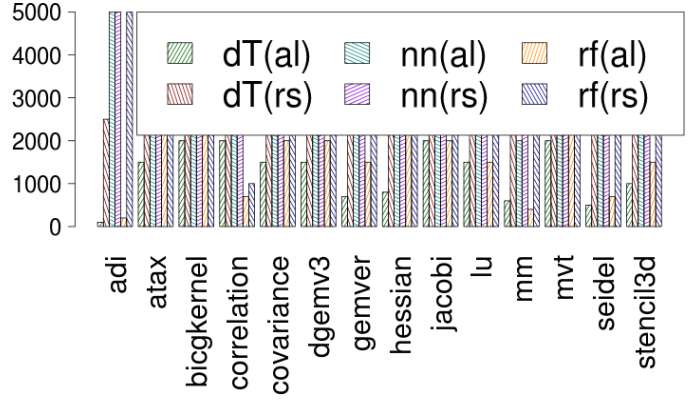 5000
4000
3000
2000
1000
0
dT(al) nn(al) rf(al)
dT(rs) nn(rs) rf(rs)
adi
atax
bicgkernel
correlation
covariance
dgemv3
gemver
hessian
jacobi
lu
mm
mvt
seidel
stencil3d